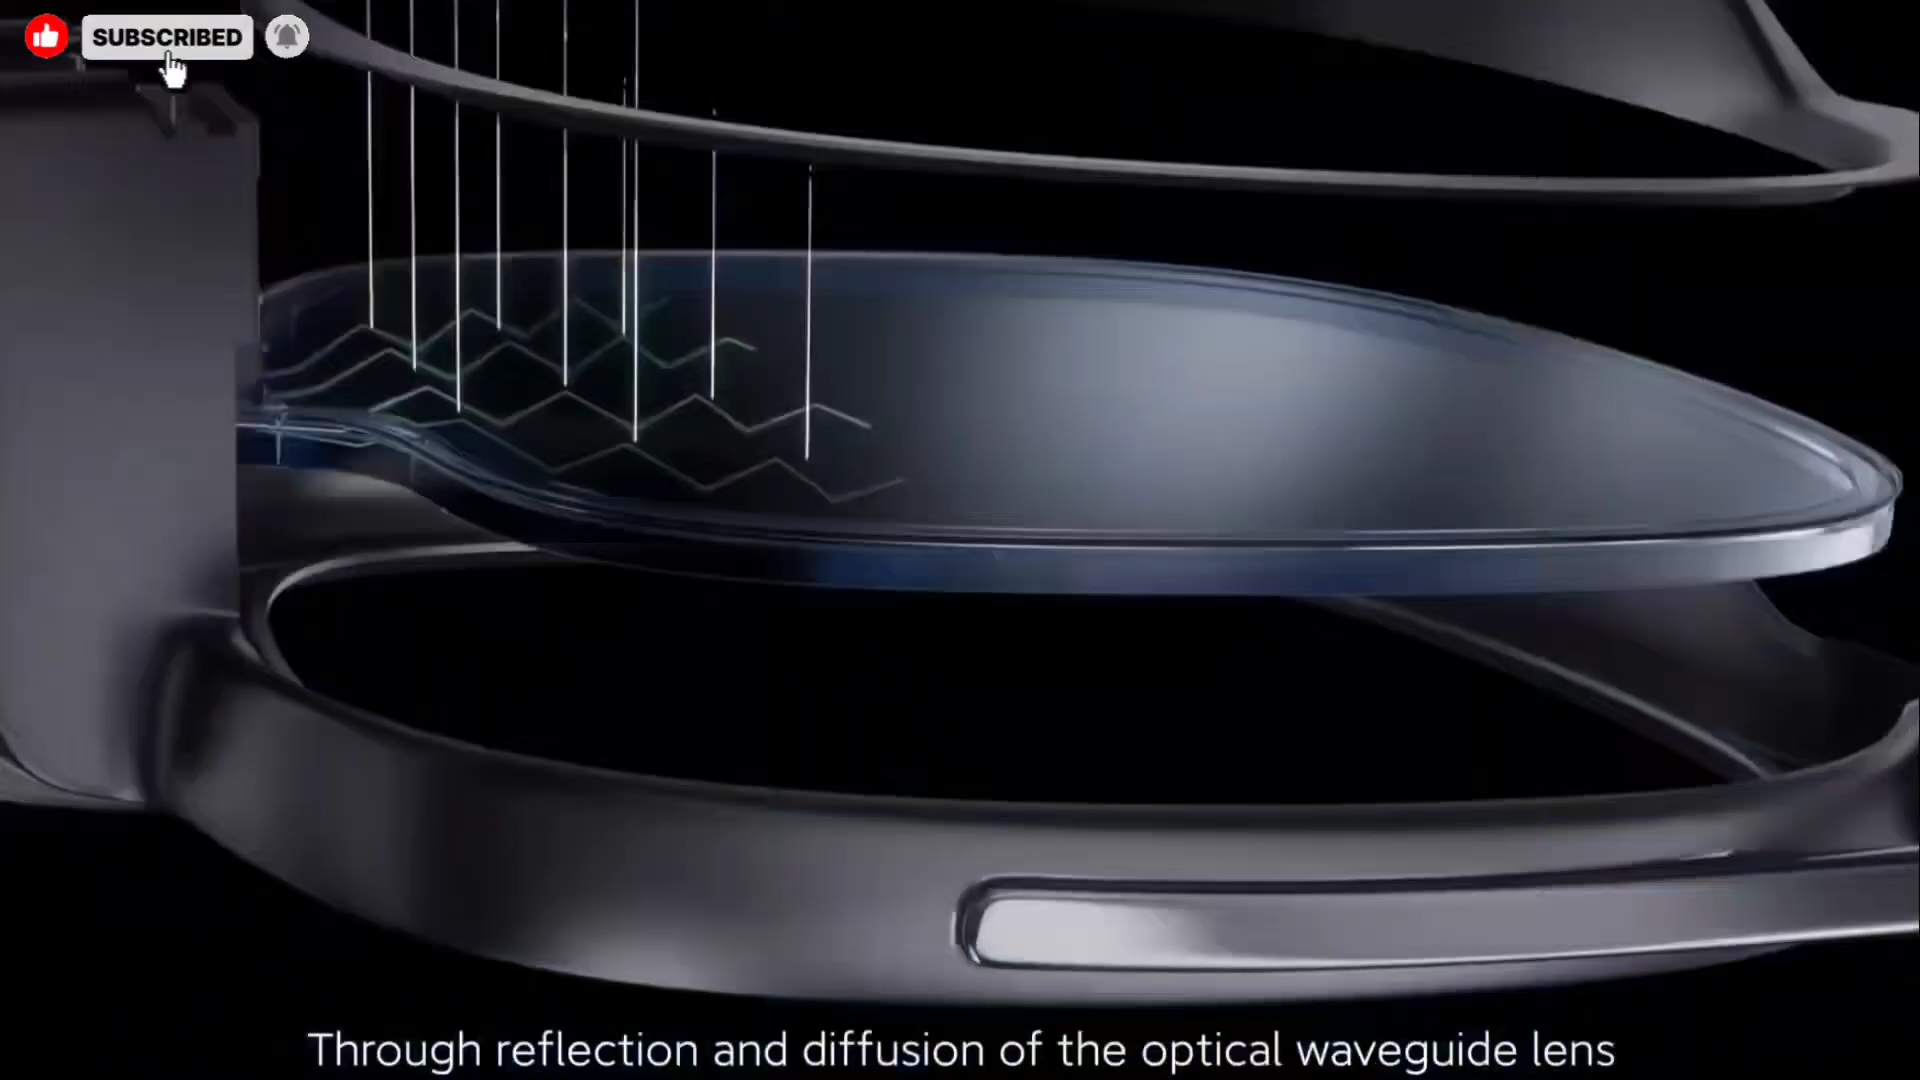 SUBSCRIBED
Through reflection and diffusion of the optical waveguide lens